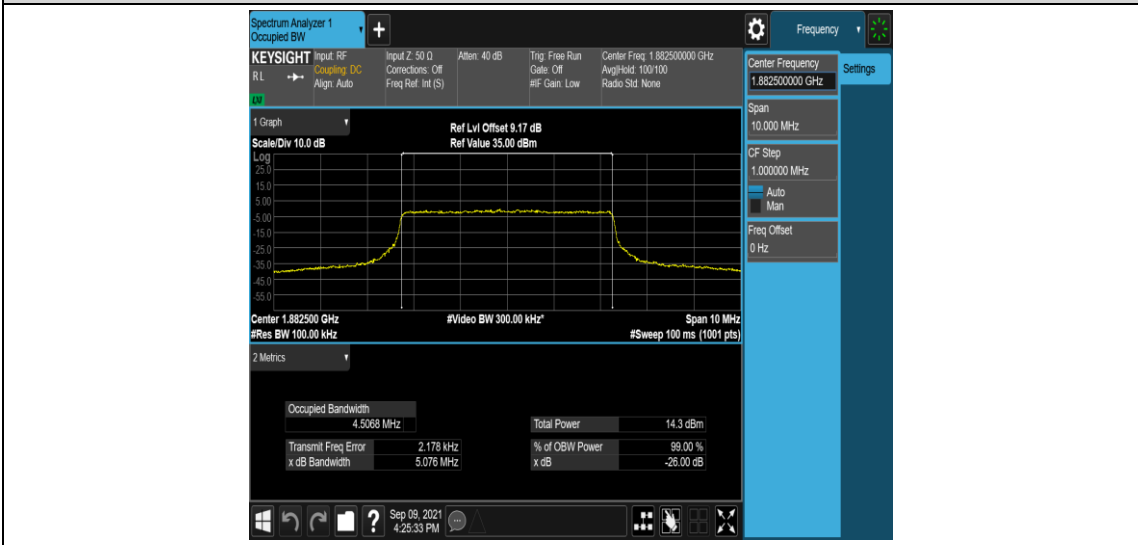 Spectrum Analyzer 1
Occupied BW
+
Frequency
KEYSIGHT
RL
LXI
Input: RF
Coupling: DC
Align: Auto
Input Z: 50 Ω
Corrections: Off
Freq Ref: Int (S)
Atten: 40 dB
Trig: Free Run
Gate: Off
#IF Gain: Low
Center Freq: 1.882500000 GHz
Avg|Hold: 100/100
Radio Std: None
Center Frequency
1.882500000 GHz
Settings
Span
10.000 MHz
CF Step
1.000000 MHz
Auto
Man
Freq Offset
0 Hz
1 Graph
Ref Lvl Offset 9.17 dB
Scale/Div 10.0 dB
Ref Value 35.00 dBm
Log
25.0
15.0
5.00
-5.00
-15.0
-25.0
-35.0
-45.0
-55.0
Center 1.882500 GHz
#Video BW 300.00 kHz*
Span 10 MHz
#Res BW 100.00 kHz
#Sweep 100 ms (1001 pts)
2 Metrics
Occupied Bandwidth
4.5068 MHz
Total Power 14.3 dBm
Transmit Freq Error 2.178 kHz
% of OBW Power 99.00 %
x dB Bandwidth 5.076 MHz
x dB -26.00 dB
?
Sep 09, 2021
4:25:33 PM